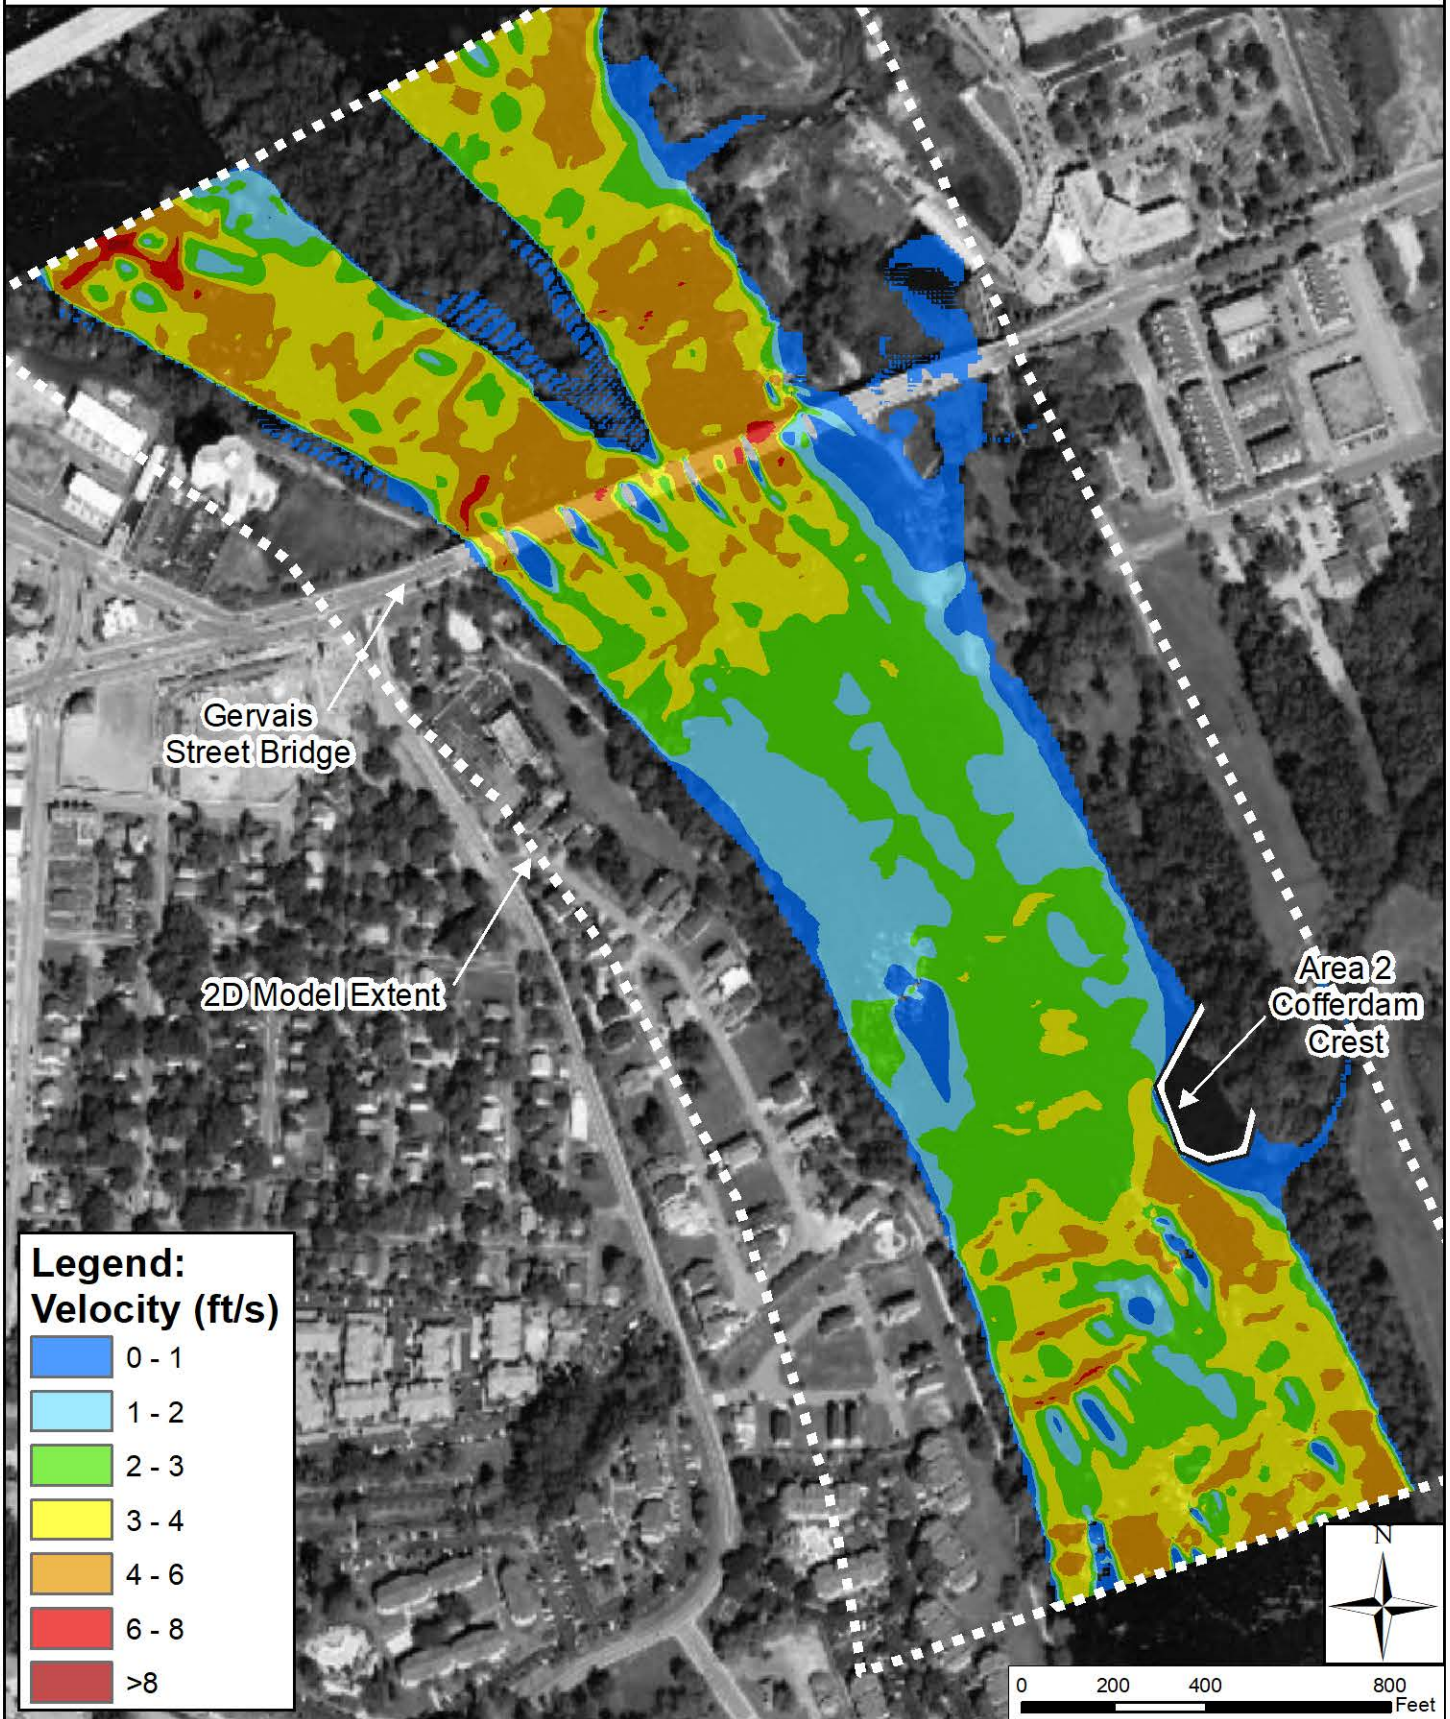 Gervais
Street Bridge
2D Model Extent
Area 2
Cofferdam
Crest
Legend:
Velocity (ft/s)
0 - 1
1 - 2
2 - 3
3 - 4
4 - 6
6 - 8
>8
N
0 200 400 800
Feet